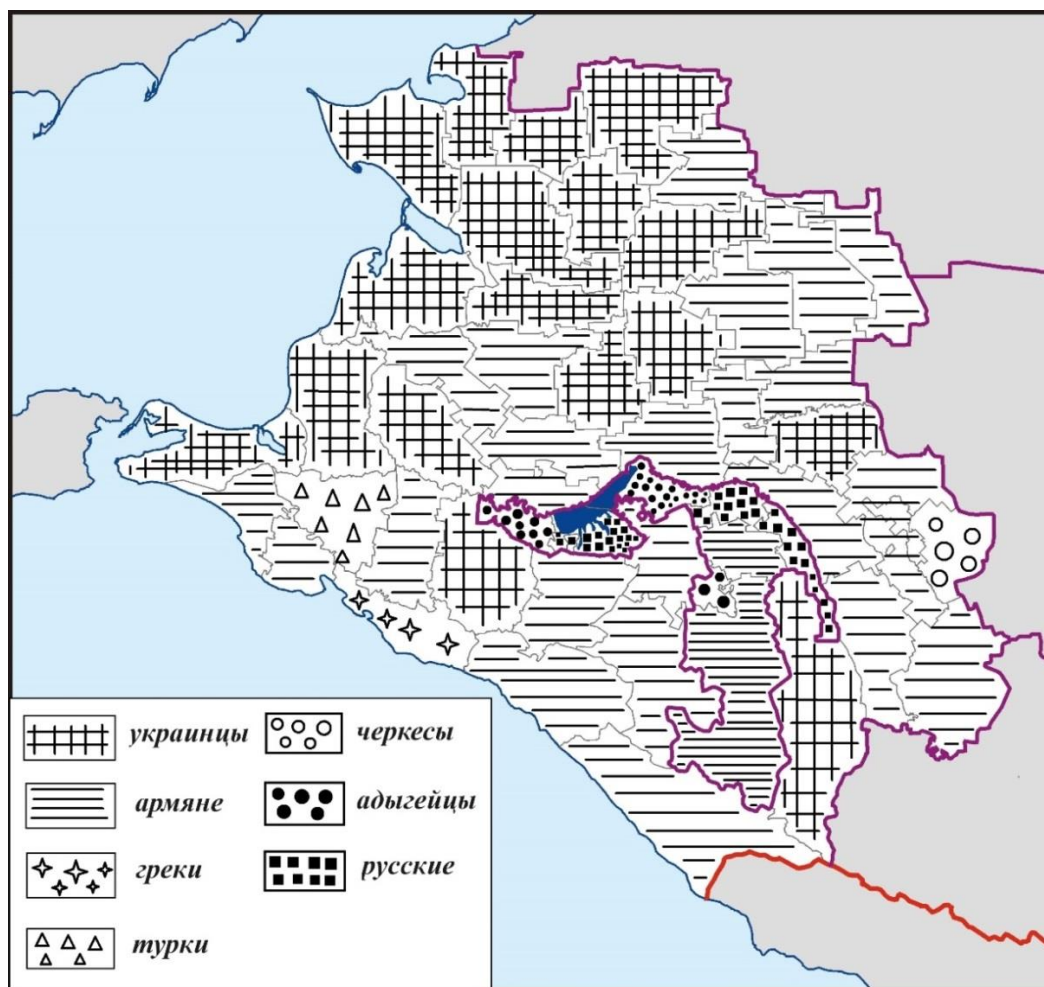 украинцы
армяне
греки
турки
черкесы
адыгейцы
русские